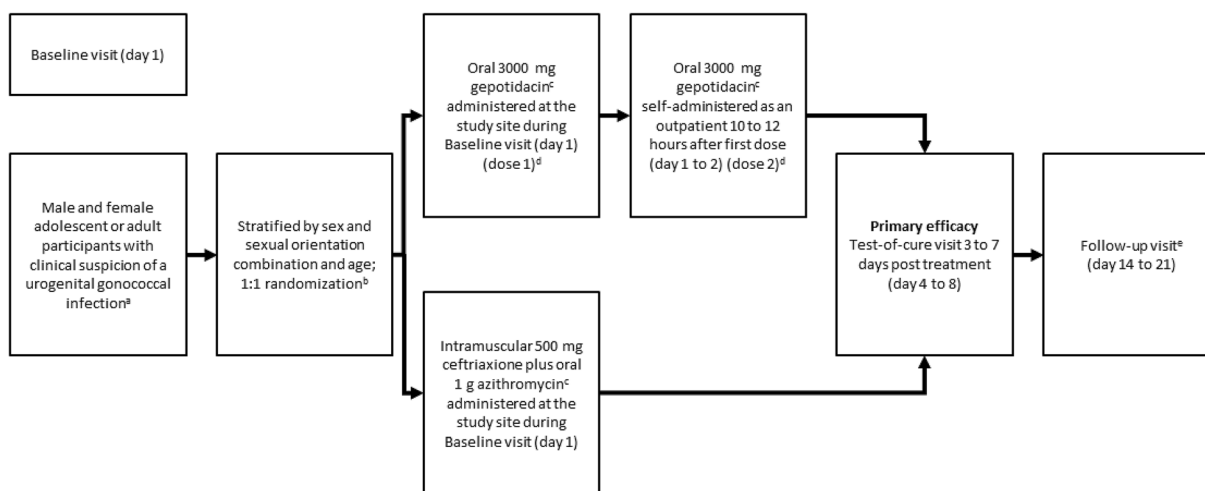 Baseline visit (day 1)
Male and female
adolescent or adult
participants with
clinical suspicion of a
urogenital gonococcal
infectionᵃ
Stratified by sex and
sexual orientation
combination and age;
1:1 randomizationᵇ
Oral 3000 mg
gepotidacinᶜ
administered at the
study site during
Baseline visit (day 1)
(dose 1)ᵈ
Oral 3000 mg
gepotidacinᶜ
self-administered as an
outpatient 10 to 12
hours after first dose
(day 1 to 2) (dose 2)ᵈ
Intramuscular 500 mg
ceftriaxione plus oral
1 g azithromycinᶜ
administered at the
study site during
Baseline visit (day 1)
Primary efficacy
Test-of-cure visit 3 to 7
days post treatment
(day 4 to 8)
Follow-up visitᵉ
(day 14 to 21)